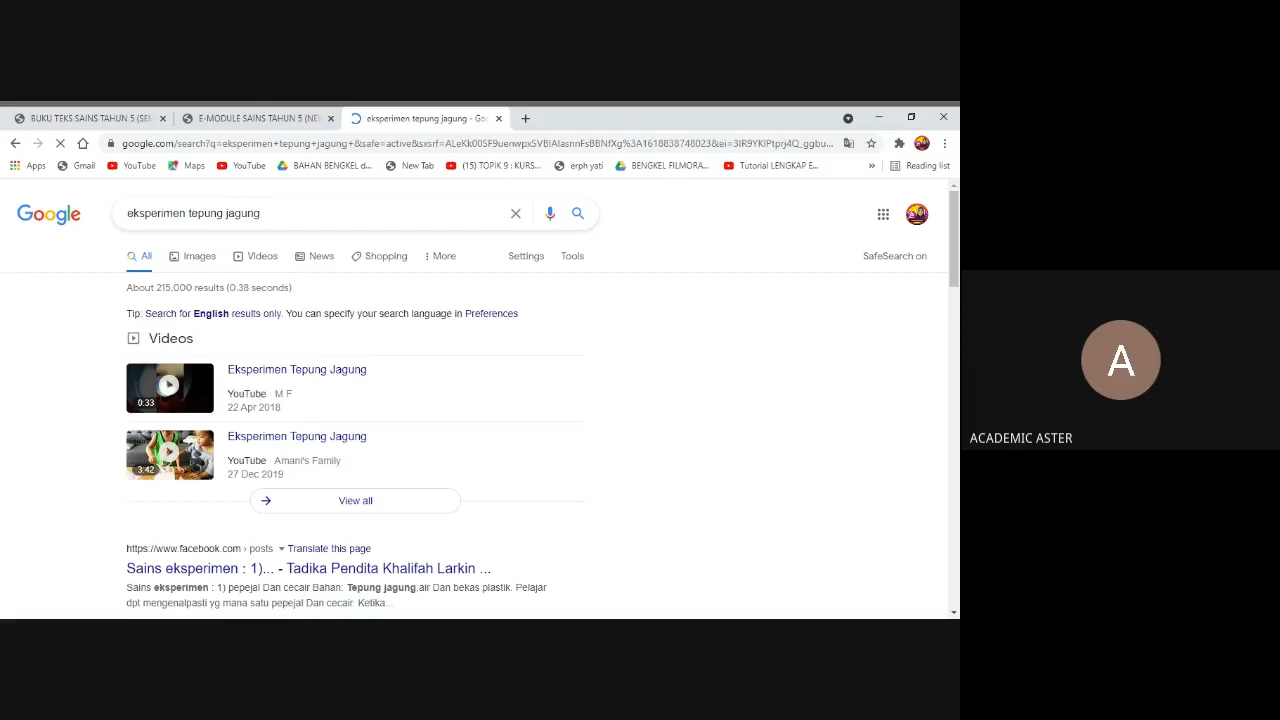 BUKU TEKS SAINS TAHUN 5 (SEI
E-MODULE SAINS TAHUN 5 (NE
eksperimen tepung jagung - Goo
Apps
Gmail
YouTube
Maps
YouTube
BAHAN BENGKEL d...
New Tab
(15) TOPIK 9 : KURS...
erph yati
BENGKEL FILMORA...
Tutorial LENGKAP E...
»
Reading list
Google
eksperimen tepung jagung
All
Images
Videos
News
Shopping
More
Settings
Tools
SafeSearch on
About 215,000 results (0.38 seconds)
Tip: Search for English results only. You can specify your search language in Preferences
Videos
Eksperimen Tepung Jagung
YouTube · M F
22 Apr 2018
0:33
Eksperimen Tepung Jagung
YouTube · Amani's Family
27 Dec 2019
3:42
View all
https://www.facebook.com › posts Translate this page
Sains eksperimen : 1)... - Tadika Pendita Khalifah Larkin ...
Sains eksperimen : 1) pepejal Dan cecair Bahan: Tepung jagung,air Dan bekas plastik. Pelajar
dpt mengenalpasti yg mana satu pepejal Dan cecair. Ketika...
A
ACADEMIC ASTER